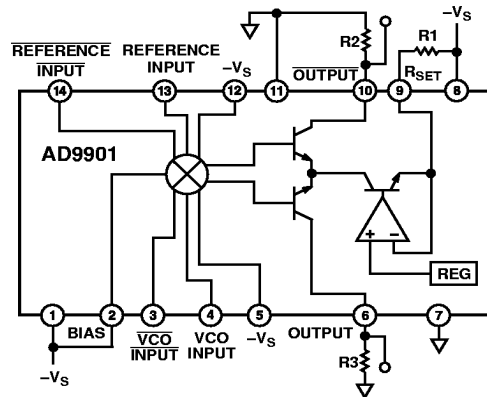 –VS
R2
R1
REFERENCE
INPUT
REFERENCE
INPUT
–VS
OUTPUT
RSET
14
13
12
11
10
9
8
AD9901
+
–
REG
1
2
3
4
5
6
7
BIAS
VCO
INPUT
VCO
INPUT
–VS
OUTPUT
–VS
R3